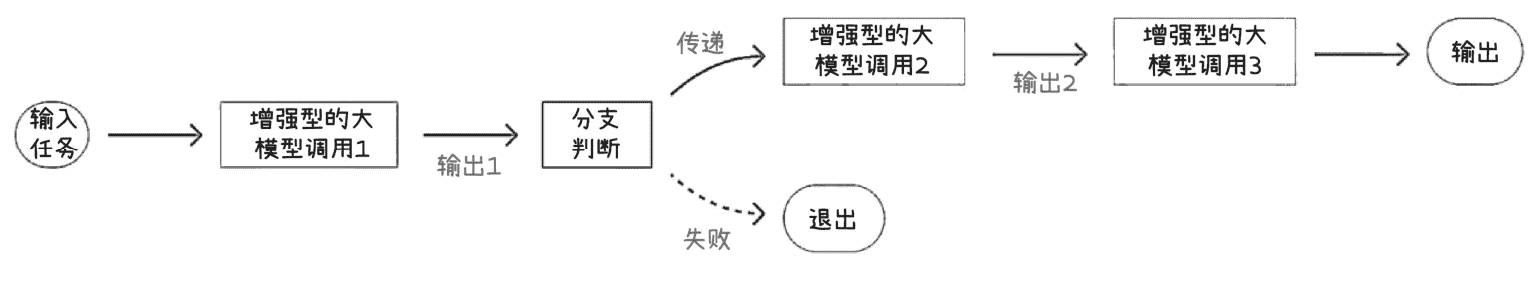 输入
任务
增强型的大
模型调用1
输出1
分支
判断
传递
增强型的大
模型调用2
输出2
增强型的大
模型调用3
输出
失败
退出